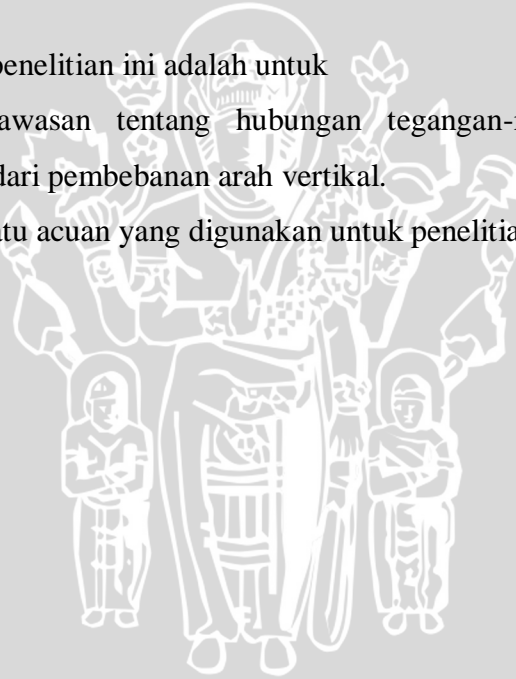 penelitian ini adalah untuk
awasan tentang hubungan tegangan-
dari pembebanan arah vertikal.
tu acuan yang digunakan untuk penelitia